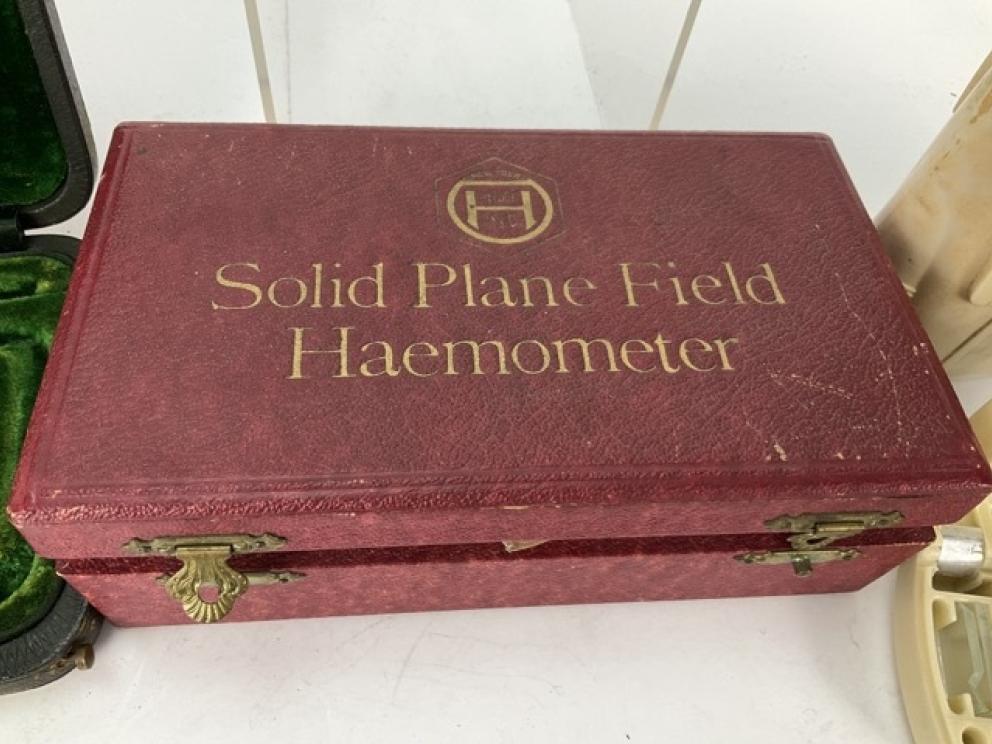 H
Solid Plane Field
Haemometer